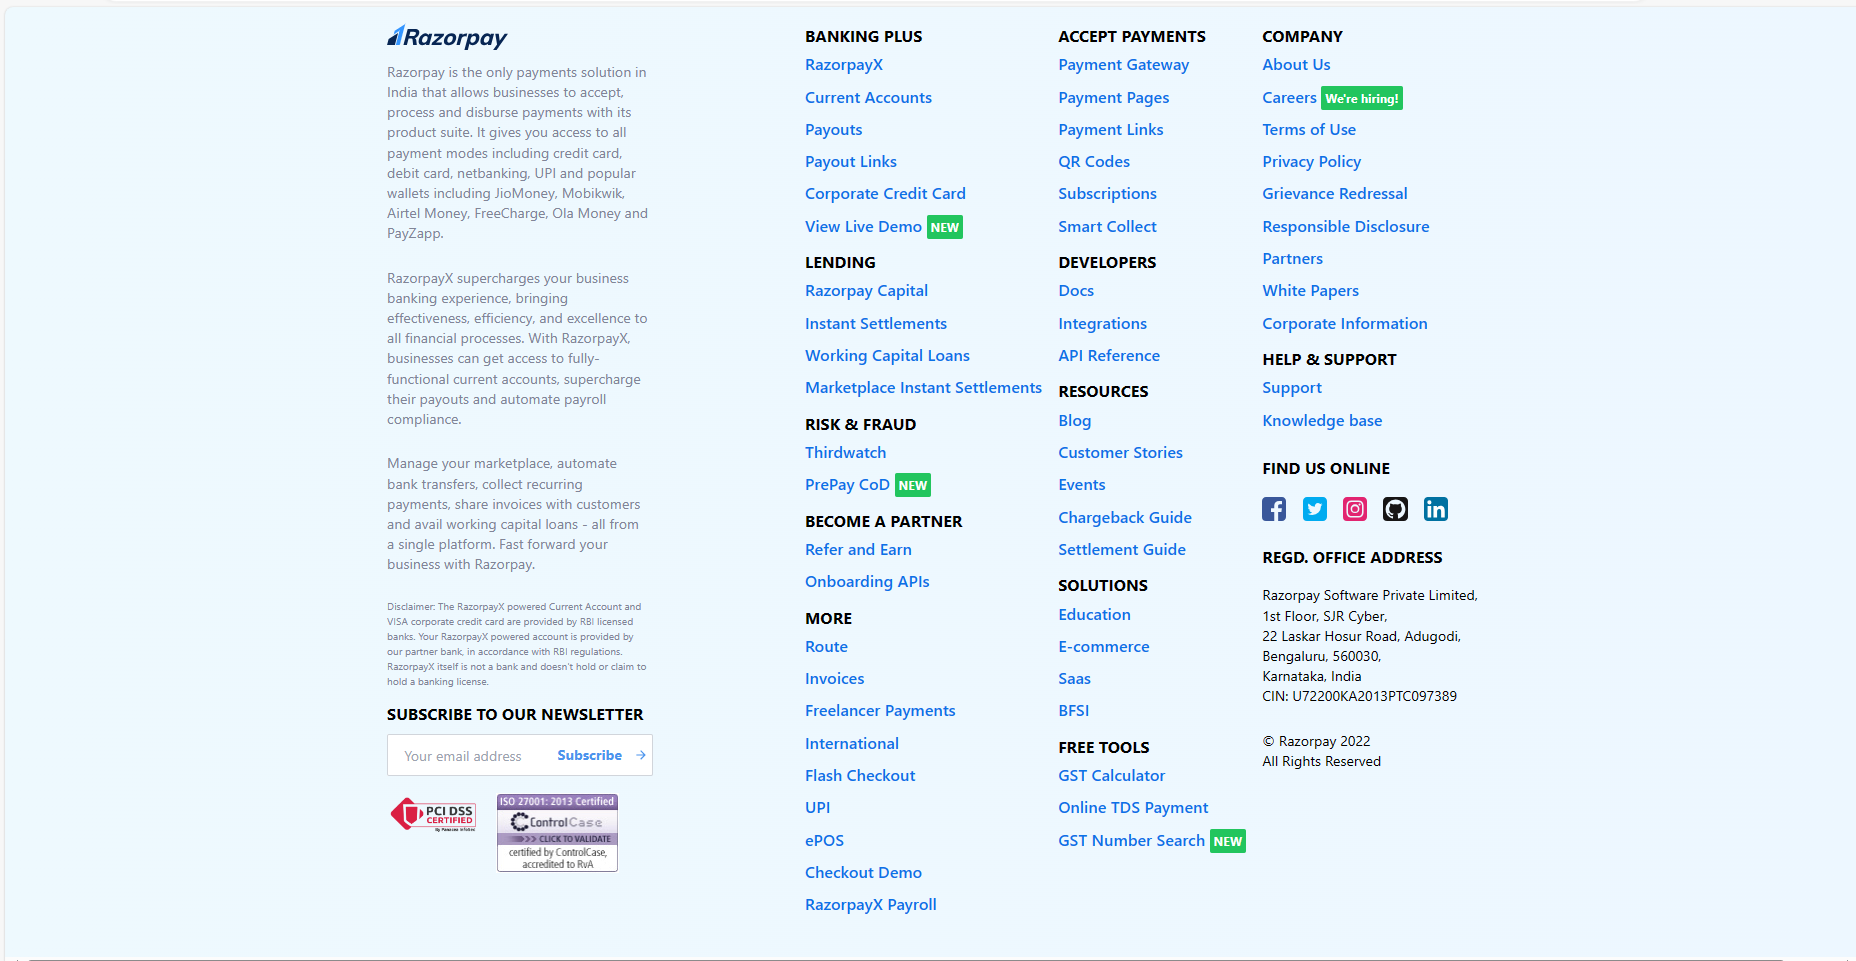 Razorpay
Razorpay is the only payments solution in
India that allows businesses to accept,
process and disburse payments with its
product suite. It gives you access to all
payment modes including credit card,
debit card, netbanking, UPI and popular
wallets including JioMoney, Mobikwik,
Airtel Money, FreeCharge, Ola Money and
PayZapp.
RazorpayX supercharges your business
banking experience, bringing
effectiveness, efficiency, and excellence to
all financial processes. With RazorpayX,
businesses can get access to fully-
functional current accounts, supercharge
their payouts and automate payroll
compliance.
Manage your marketplace, automate
bank transfers, collect recurring
payments, share invoices with customers
and avail working capital loans - all from
a single platform. Fast forward your
business with Razorpay.
Disclaimer: The RazorpayX powered Current Account and
VISA corporate credit card are provided by RBI licensed
banks. Your RazorpayX powered account is provided by
our partner bank, in accordance with RBI regulations.
RazorpayX itself is not a bank and doesn't hold or claim to
hold a banking license.
SUBSCRIBE TO OUR NEWSLETTER
Your email address Subscribe →
PCI DSS
CERTIFIED
By Panacea Infosec
ISO 27001: 2013 Certified
ControlCase
>>> CLICK TO VALIDATE
certified by ControlCase,
accredited to RvA
BANKING PLUS
RazorpayX
Current Accounts
Payouts
Payout Links
Corporate Credit Card
View Live Demo NEW
LENDING
Razorpay Capital
Instant Settlements
Working Capital Loans
Marketplace Instant Settlements
RISK & FRAUD
Thirdwatch
PrePay CoD NEW
BECOME A PARTNER
Refer and Earn
Onboarding APIs
MORE
Route
Invoices
Freelancer Payments
International
Flash Checkout
UPI
ePOS
Checkout Demo
RazorpayX Payroll
ACCEPT PAYMENTS
Payment Gateway
Payment Pages
Payment Links
QR Codes
Subscriptions
Smart Collect
DEVELOPERS
Docs
Integrations
API Reference
RESOURCES
Blog
Customer Stories
Events
Chargeback Guide
Settlement Guide
SOLUTIONS
Education
E-commerce
Saas
BFSI
FREE TOOLS
GST Calculator
Online TDS Payment
GST Number Search NEW
COMPANY
About Us
Careers We're hiring!
Terms of Use
Privacy Policy
Grievance Redressal
Responsible Disclosure
Partners
White Papers
Corporate Information
HELP & SUPPORT
Support
Knowledge base
FIND US ONLINE
REGD. OFFICE ADDRESS
Razorpay Software Private Limited,
1st Floor, SJR Cyber,
22 Laskar Hosur Road, Adugodi,
Bengaluru, 560030,
Karnataka, India
CIN: U72200KA2013PTC097389
© Razorpay 2022
All Rights Reserved